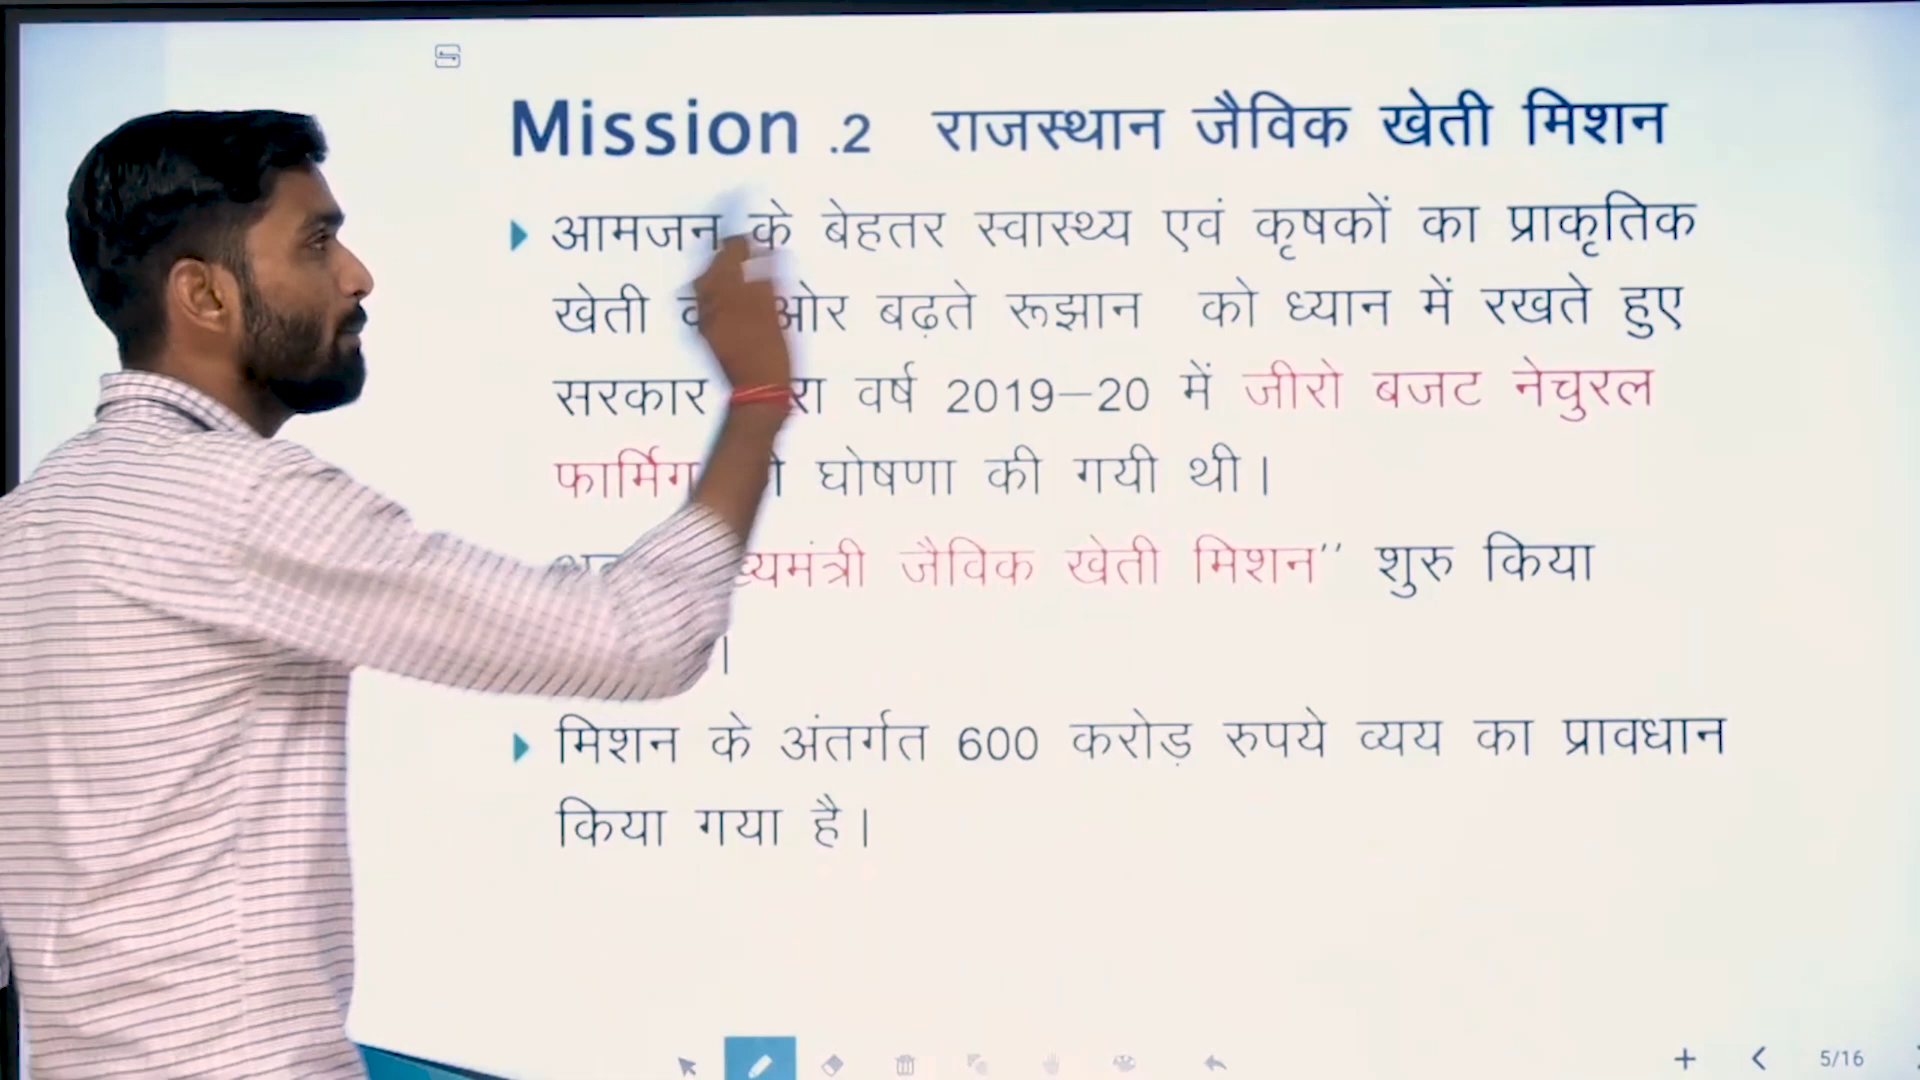 Mission .2 राजस्थान जैविक खेती मिशन
आमजन के बेहतर स्वास्थ्य एवं कृषकों का प्राकृतिक
खेती ओर बढ़ते रूझान को ध्यान में रखते हुए
सरकार वर्ष 2019–20 में जीरो बजट नेचुरल
फार्मिंग घोषणा की गयी थी।
जैविक खेती मिशन" शुरु किया
।
मिशन के अंतर्गत 600 करोड़ रुपये व्यय का प्रावधान
किया गया है।
5/16